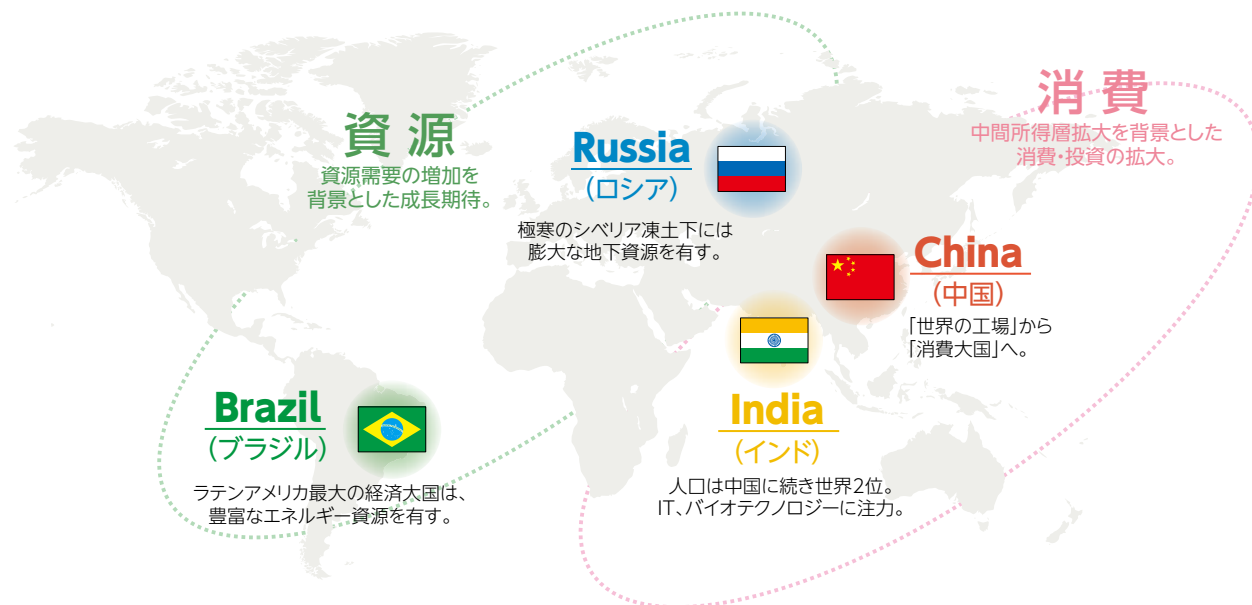 資源
資源需要の増加を
背景とした成長期待。
消費
中間所得層拡大を背景とした
消費・投資の拡大。
Russia
(ロシア)
極寒のシベリア凍土下には
膨大な地下資源を有す。
China
(中国)
「世界の工場」から
「消費大国」へ。
Brazil
(ブラジル)
ラテンアメリカ最大の経済大国は、
豊富なエネルギー資源を有す。
India
(インド)
人口は中国に続き世界2位。
IT、バイオテクノロジーに注力。